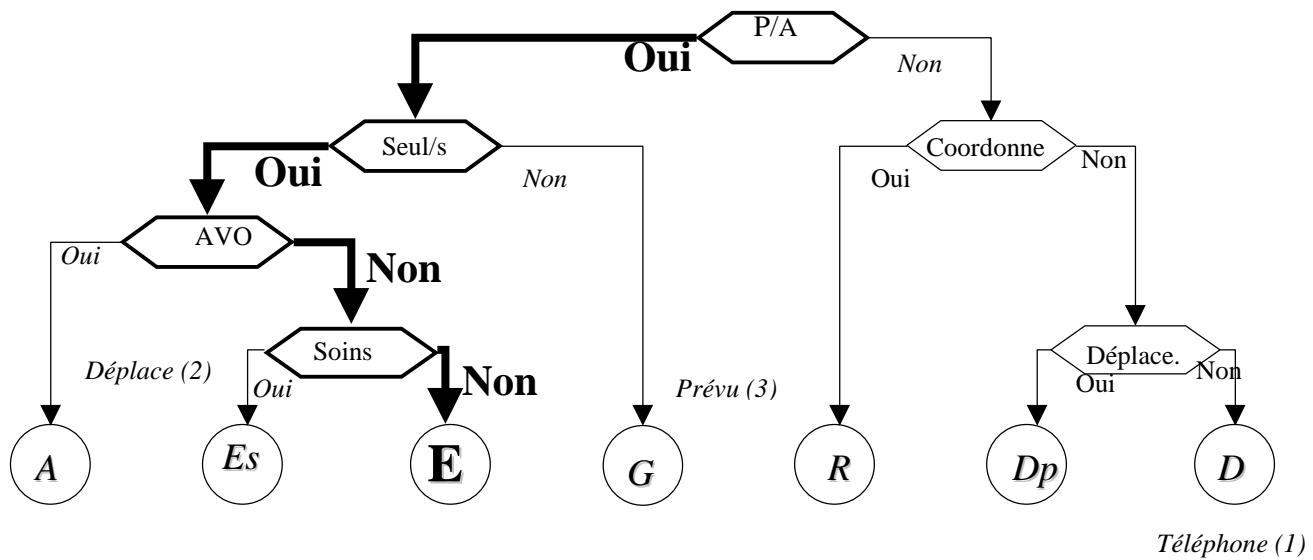 P/A
Oui
Non
Seul/s
Coordonne
Oui
Non
Oui
Non
AVO
Oui
Non
Soins
Déplace.
Déplace (2)
Oui
Non
Prévu (3)
Oui
Non
A
Es
E
G
R
Dp
D
Téléphone (1)